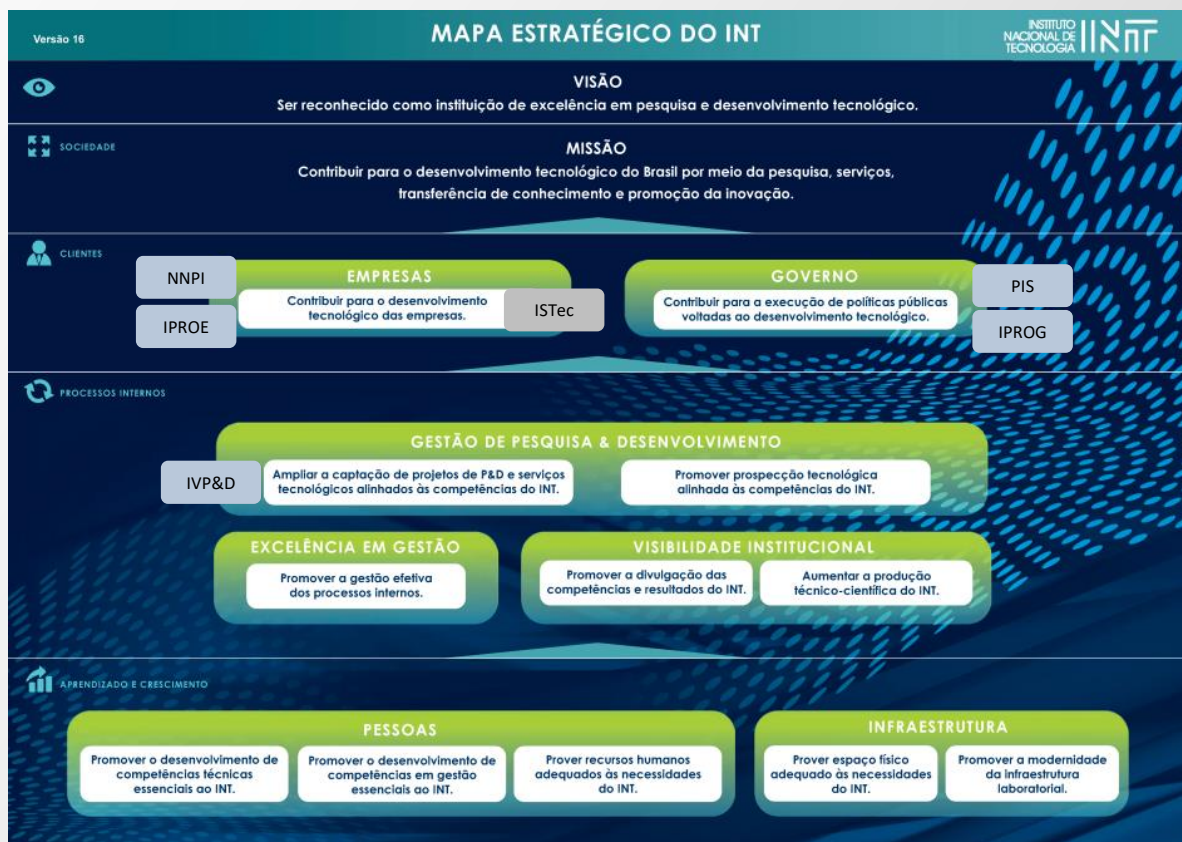 Versão 16
MAPA ESTRATÉGICO DO INT
INSTITUTO
NACIONAL DE
TECNOLOGIA
INT
VISÃO
Ser reconhecido como instituição de excelência em pesquisa e desenvolvimento tecnológico.
SOCIEDADE
MISSÃO
Contribuir para o desenvolvimento tecnológico do Brasil por meio da pesquisa, serviços,
transferência de conhecimento e promoção da inovação.
CLIENTES
NNPI
IPROE
EMPRESAS
Contribuir para o desenvolvimento
tecnológico das empresas.
ISTec
GOVERNO
Contribuir para a execução de políticas públicas
voltadas ao desenvolvimento tecnológico.
PIS
IPROG
PROCESSOS INTERNOS
GESTÃO DE PESQUISA & DESENVOLVIMENTO
IVP&D
Ampliar a captação de projetos de P&D e serviços
tecnológicos alinhados às competências do INT.
Promover prospecção tecnológica
alinhada às competências do INT.
EXCELÊNCIA EM GESTÃO
Promover a gestão efetiva
dos processos internos.
VISIBILIDADE INSTITUCIONAL
Promover a divulgação das
competências e resultados do INT.
Aumentar a produção
técnico-científica do INT.
APRENDIZADO E CRESCIMENTO
PESSOAS
Promover o desenvolvimento de
competências técnicas
essenciais ao INT.
Promover o desenvolvimento de
competências em gestão
essenciais ao INT.
Prover recursos humanos
adequados às necessidades
do INT.
INFRAESTRUTURA
Prover espaço físico
adequado às necessidades
do INT.
Promover a modernidade
da infraestrutura
laboratorial.